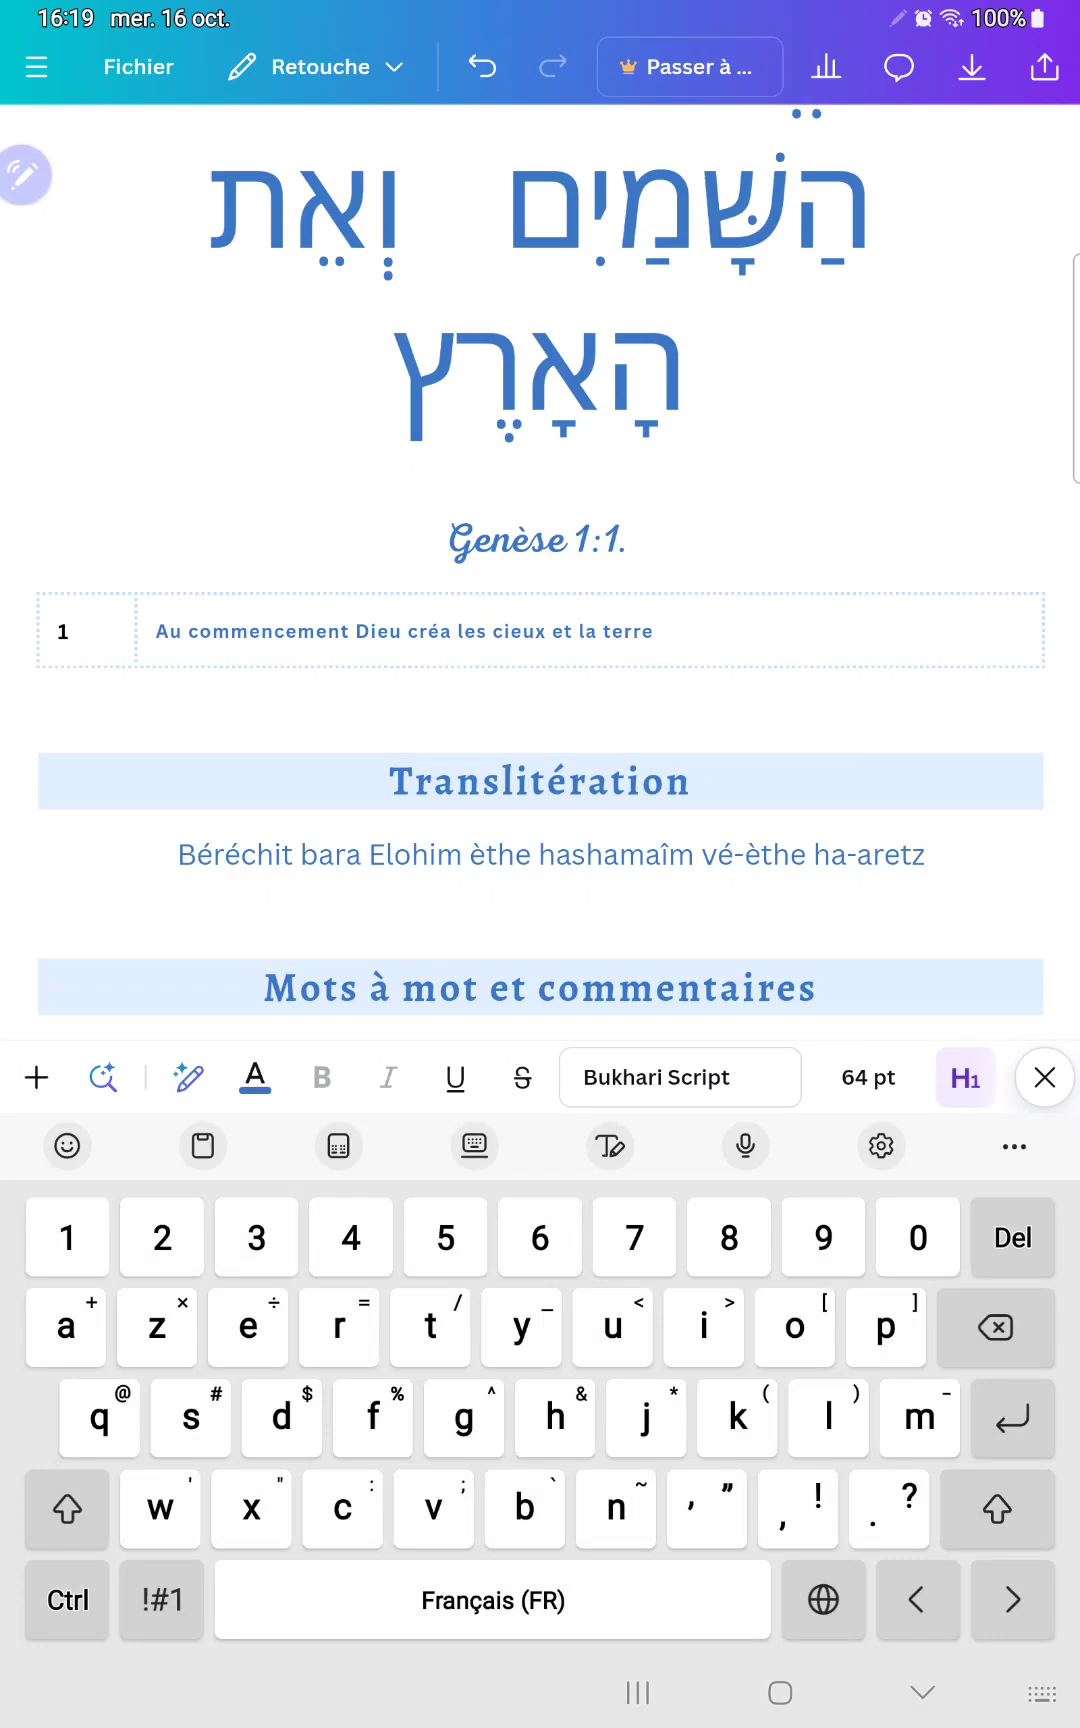 16:19 mer. 16 oct. 100%
Fichier Retouche Passer à ...
הַשָּׁמַיִם וְאֵת
הָאָרֶץ
Genèse 1:1.
1 Au commencement Dieu créa les cieux et la terre
Translitération
Béréchit bara Elohim èthe hashamaîm vé-èthe ha-aretz
Mots à mot et commentaires
A B I U S Bukhari Script 64 pt H1
1 2 3 4 5 6 7 8 9 0 Del
a + z × e ÷ r = t / y _ u < i > o [ p ]
q @ s # d $ f % g ^ h & j * k ( l ) m -
w ' x " c : v ; b ` n ~ ' " , ! . ?
Ctrl !#1 Français (FR) < >